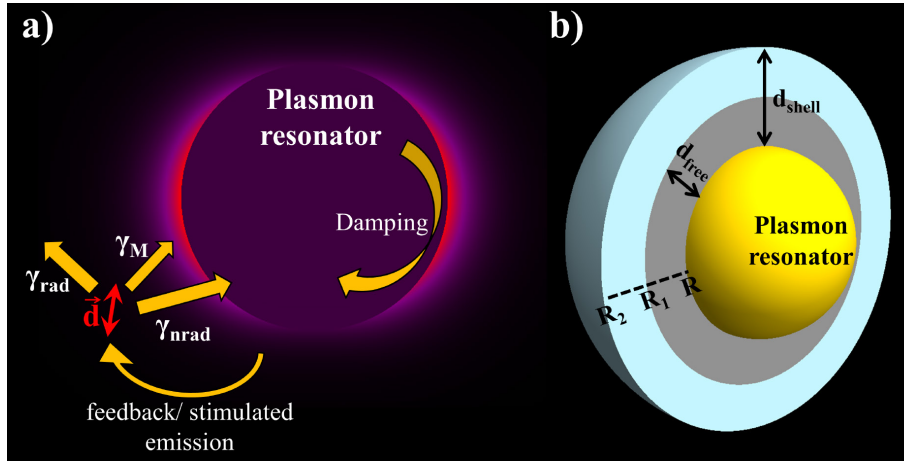 a)
Plasmon
resonator
Damping
γrad
γM
d⃗
γnrad
feedback/ stimulated
emission
b)
dshell
dfree
Plasmon
resonator
R2 R1 R